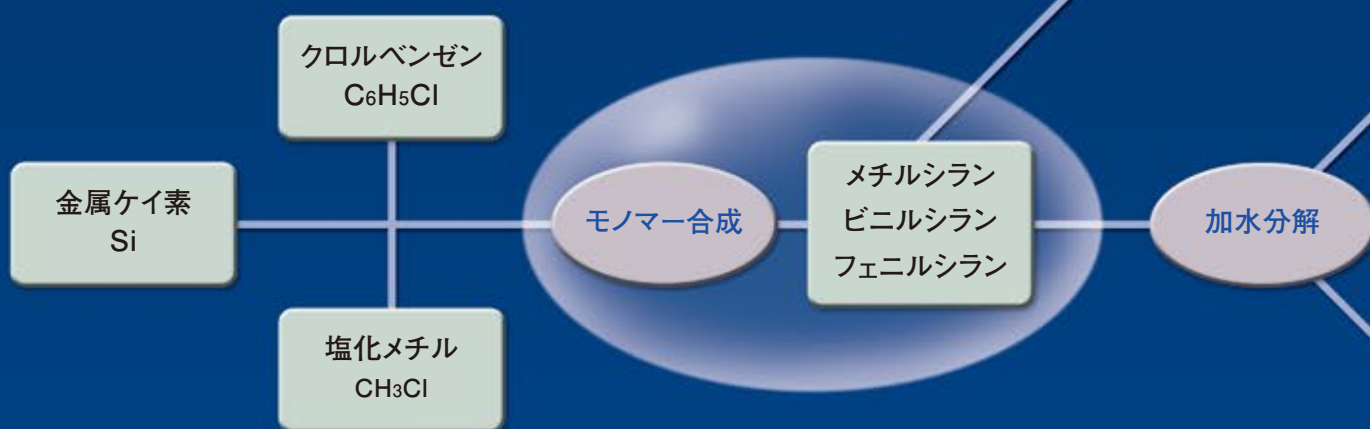 クロルベンゼン
C₆H₅Cl
金属ケイ素
Si
塩化メチル
CH₃Cl
モノマー合成
メチルシラン
ビニルシラン
フェニルシラン
加水分解